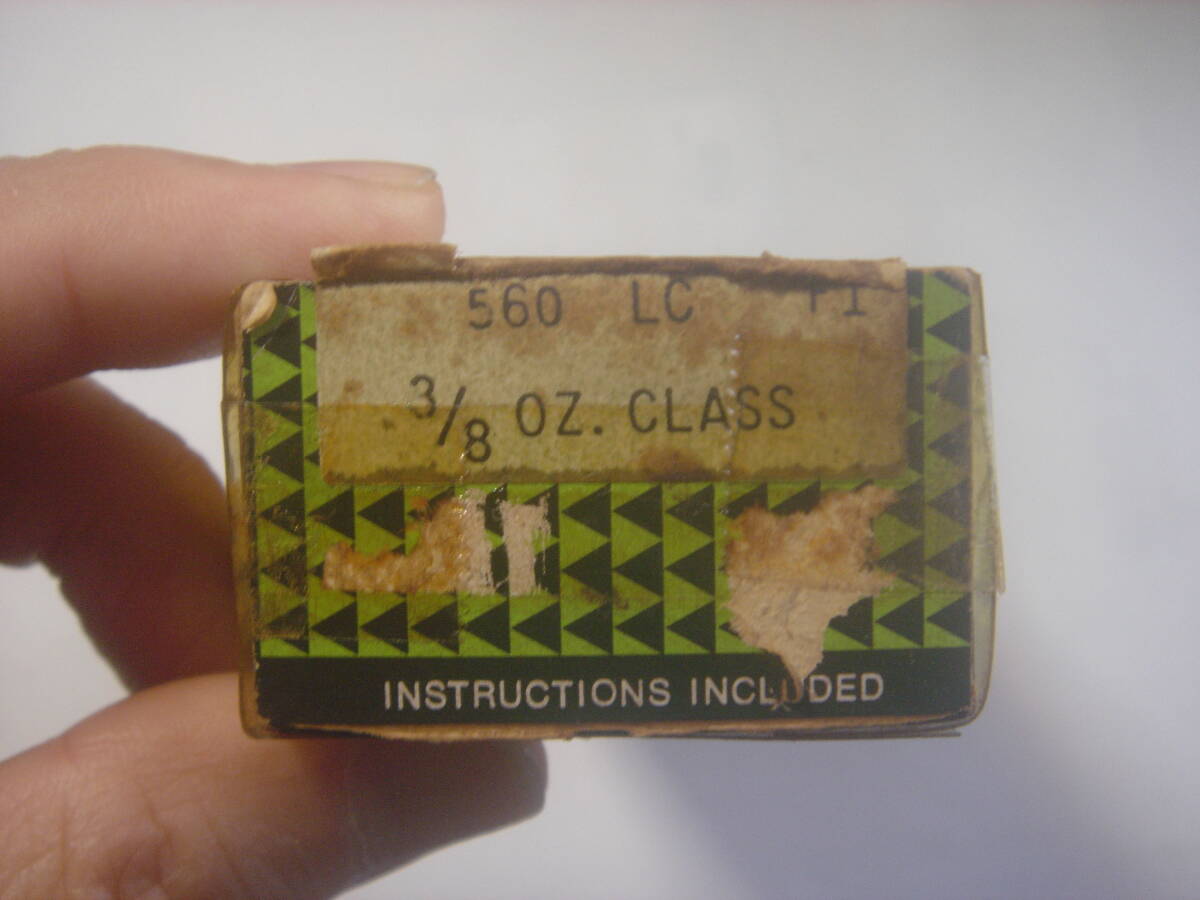 560 LC
3/8 OZ. CLASS
INSTRUCTIONS INCLUDED